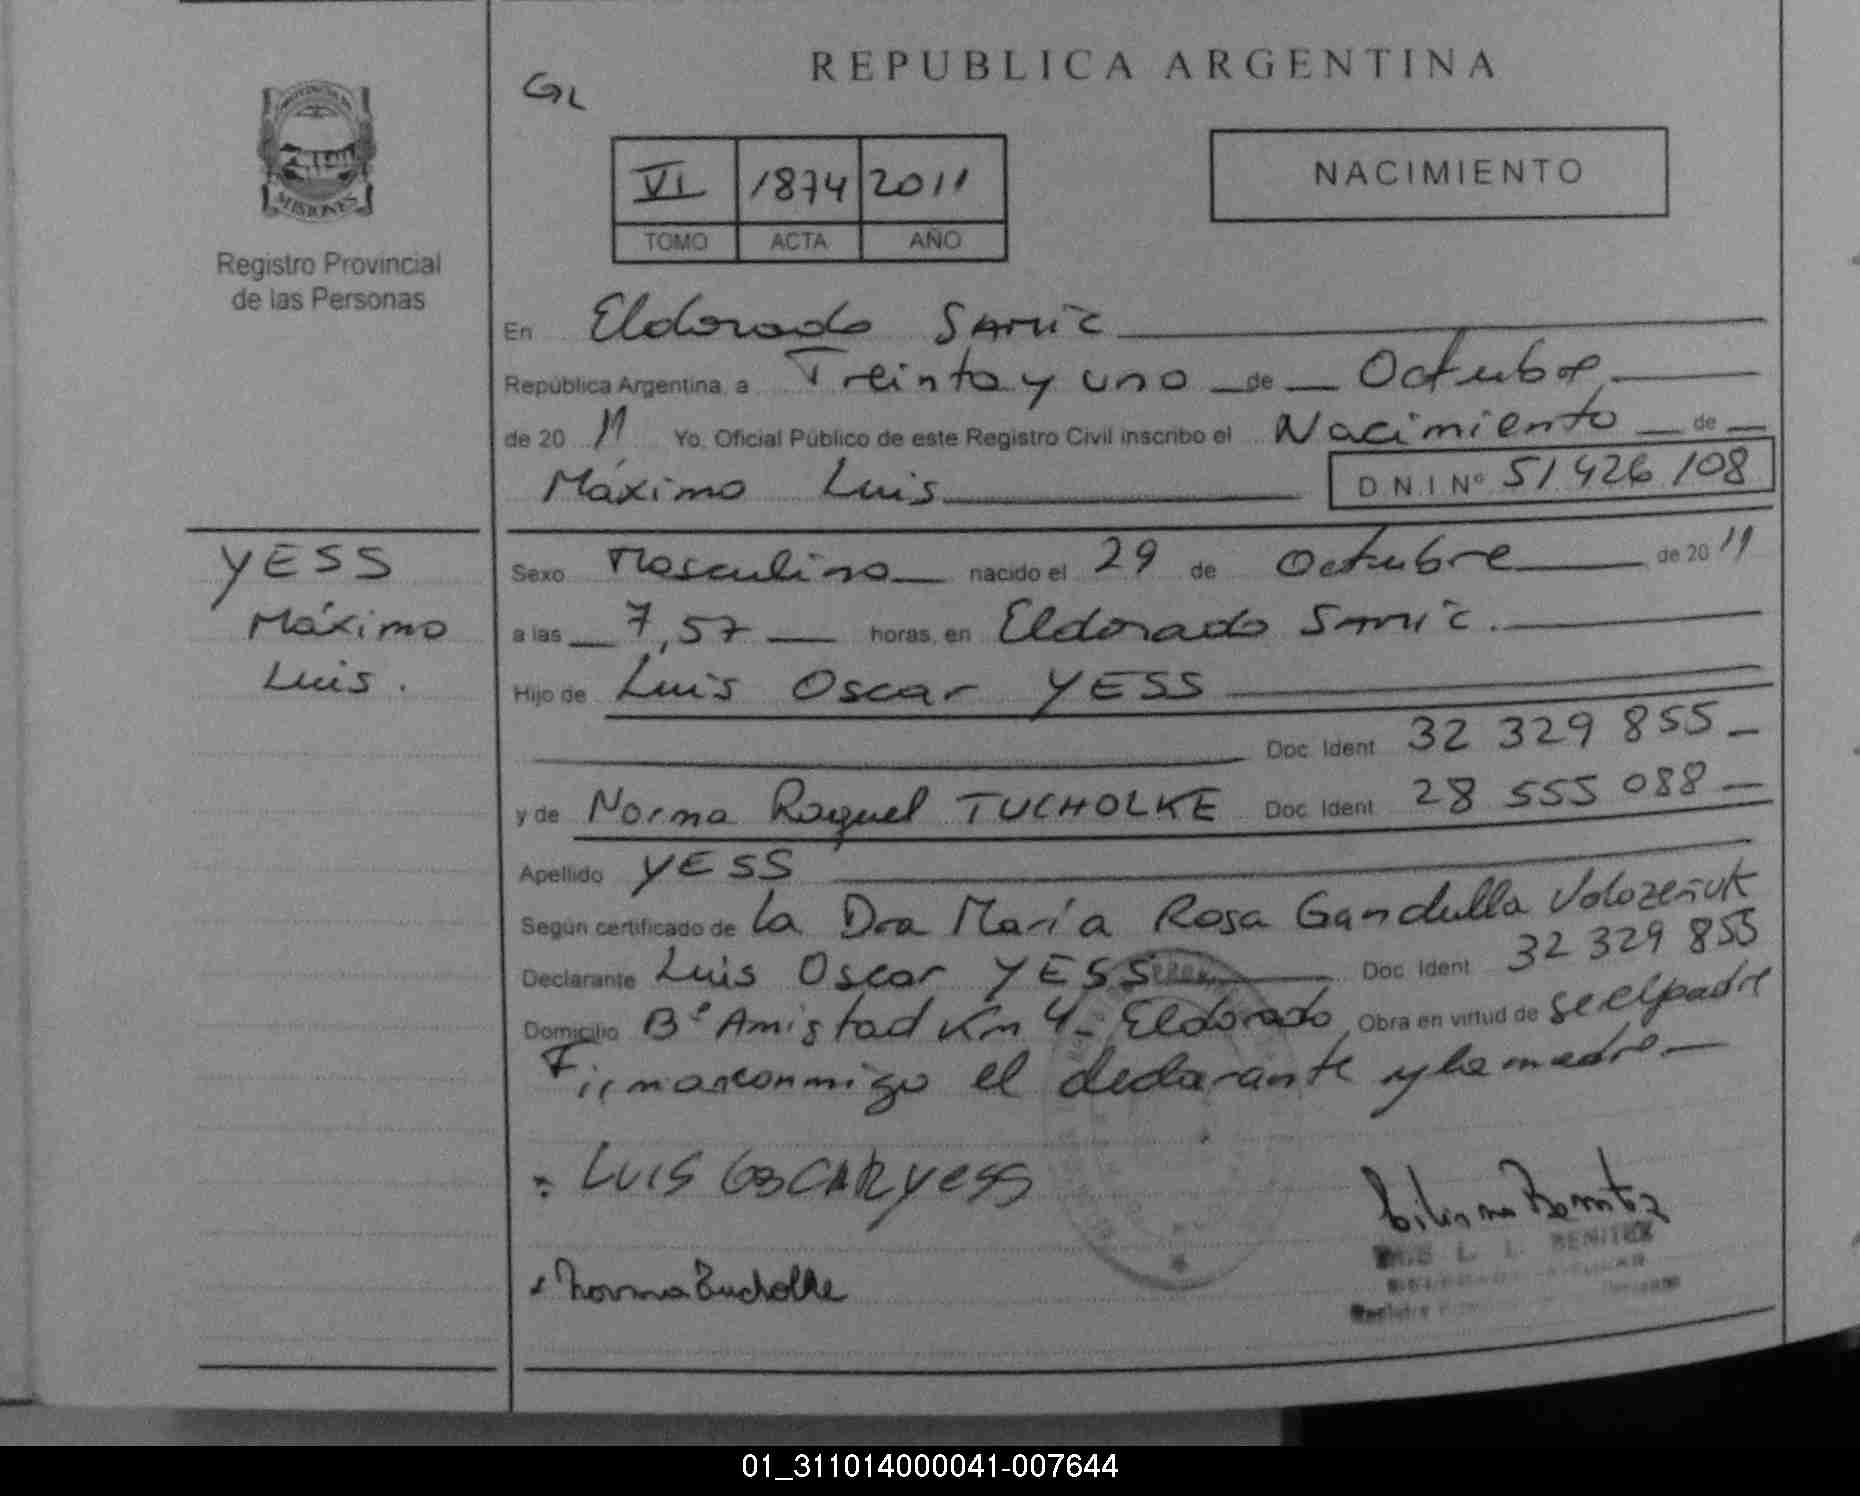 REPUBLICA ARGENTINA
GL
PROVINCIA DE
MISIONES
Registro Provincial
de las Personas
VI 1874 2011
TOMO ACTA AÑO
NACIMIENTO
En Eldorado SAMIC
República Argentina, a Treinta y uno de Octubre
de 20 11 Yo, Oficial Público de este Registro Civil inscribo el Nacimiento de
Máximo Luis D.N.I.Nº 51 426 108
YESS
Máximo
Luis.
Sexo Masculino nacido el 29 de Octubre de 20 11
a las 7,57 horas, en Eldorado SAMIC.
Hijo de Luis Oscar YESS
Doc. Ident. 32 329 855
y de Norma Raquel TUCHOLKE Doc. Ident. 28 555 088
Apellido YESS
Según certificado de La Dra María Rosa Gandulla
Declarante Luis Oscar YESS Doc. Ident. 32 329 855
Domicilio Bº Amistad Km 4 - Eldorado Obra en virtud de ser el padre
Firman conmigo el declarante y la madre
LUIS OSCAR YESS
Norma Tucholke
Benitez
L. I. BENITEZ
01_311014000041-007644